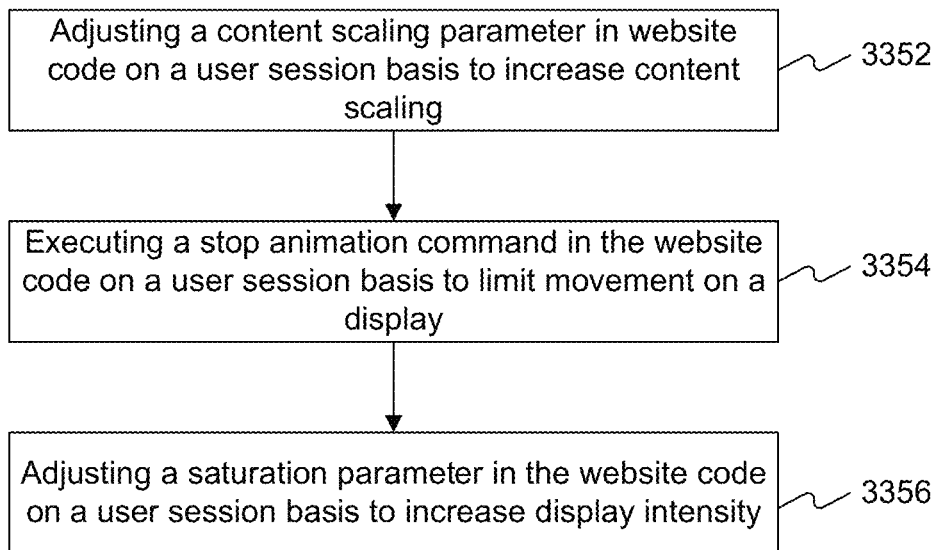 Adjusting a content scaling parameter in website
code on a user session basis to increase content
scaling
3352
Executing a stop animation command in the website
code on a user session basis to limit movement on a
display
3354
Adjusting a saturation parameter in the website code
on a user session basis to increase display intensity
3356